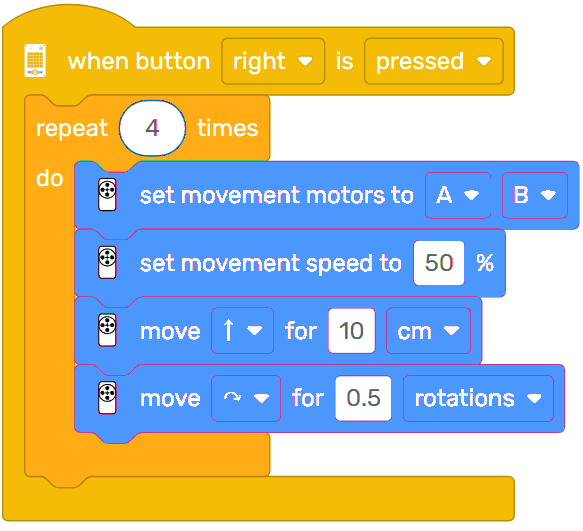 when button right is pressed
repeat 4 times
do
set movement motors to A B
set movement speed to 50 %
move ↑ for 10 cm
move ↷ for 0.5 rotations